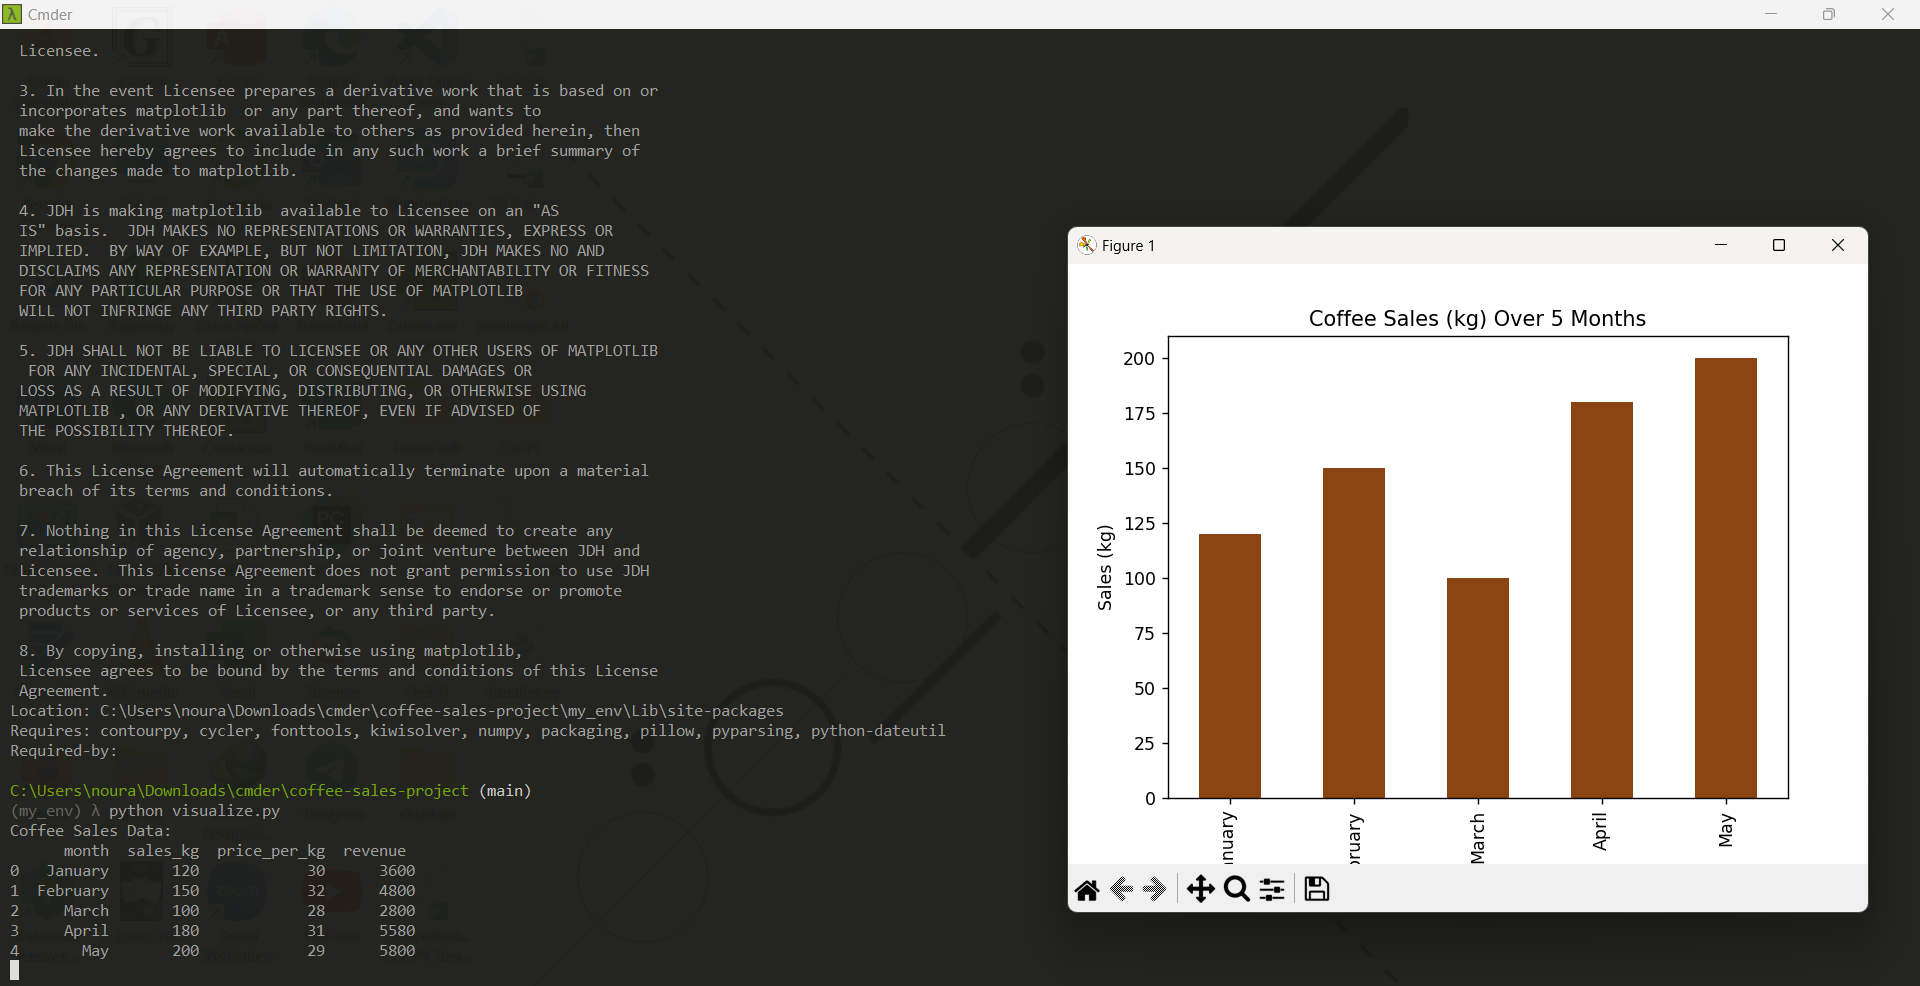 Cmder
Licensee.
3. In the event Licensee prepares a derivative work that is based on or
incorporates matplotlib  or any part thereof, and wants to
make the derivative work available to others as provided herein, then
Licensee hereby agrees to include in any such work a brief summary of
the changes made to matplotlib.
4. JDH is making matplotlib  available to Licensee on an "AS
IS" basis.  JDH MAKES NO REPRESENTATIONS OR WARRANTIES, EXPRESS OR
IMPLIED.  BY WAY OF EXAMPLE, BUT NOT LIMITATION, JDH MAKES NO AND
DISCLAIMS ANY REPRESENTATION OR WARRANTY OF MERCHANTABILITY OR FITNESS
FOR ANY PARTICULAR PURPOSE OR THAT THE USE OF MATPLOTLIB
WILL NOT INFRINGE ANY THIRD PARTY RIGHTS.
5. JDH SHALL NOT BE LIABLE TO LICENSEE OR ANY OTHER USERS OF MATPLOTLIB
FOR ANY INCIDENTAL, SPECIAL, OR CONSEQUENTIAL DAMAGES OR
LOSS AS A RESULT OF MODIFYING, DISTRIBUTING, OR OTHERWISE USING
MATPLOTLIB , OR ANY DERIVATIVE THEREOF, EVEN IF ADVISED OF
THE POSSIBILITY THEREOF.
6. This License Agreement will automatically terminate upon a material
breach of its terms and conditions.
7. Nothing in this License Agreement shall be deemed to create any
relationship of agency, partnership, or joint venture between JDH and
Licensee.  This License Agreement does not grant permission to use JDH
trademarks or trade name in a trademark sense to endorse or promote
products or services of Licensee, or any third party.
8. By copying, installing or otherwise using matplotlib,
Licensee agrees to be bound by the terms and conditions of this License
Agreement.
Location: C:\Users\noura\Downloads\cmder\coffee-sales-project\my_env\Lib\site-packages
Requires: contourpy, cycler, fonttools, kiwisolver, numpy, packaging, pillow, pyparsing, python-dateutil
Required-by:
C:\Users\noura\Downloads\cmder\coffee-sales-project (main)
(my_env) λ python visualize.py
Coffee Sales Data:
month  sales_kg  price_per_kg  revenue
0   January       120            30      3600
1  February       150            32      4800
2     March       100            28      2800
3     April       180            31      5580
4       May       200            29      5800
Figure 1
Coffee Sales (kg) Over 5 Months
200
175
150
125
100
75
50
25
0
Sales (kg)
nuary
ruary
March
April
May